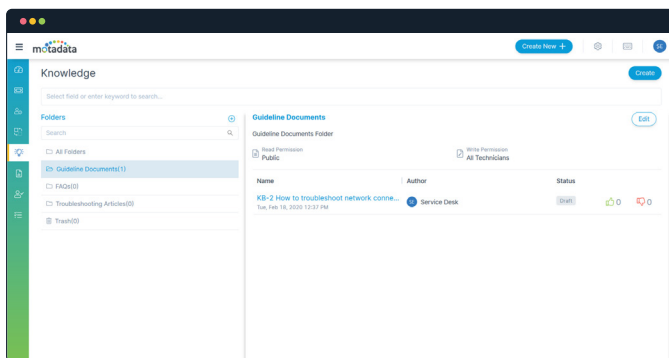 motadata
Create New +
SE
Knowledge
Create
Select field or enter keyword to search...
Folders
Search
All Folders
Guideline Documents(1)
FAQs(0)
Troubleshooting Articles(0)
Trash(0)
Guideline Documents
Edit
Guideline Documents Folder
Read Permission
Public
Write Permission
All Technicians
Name Author Status
KB-2 How to troubleshoot network conne... SE Service Desk Draft 0 0
Tue, Feb 18, 2020 12:37 PM